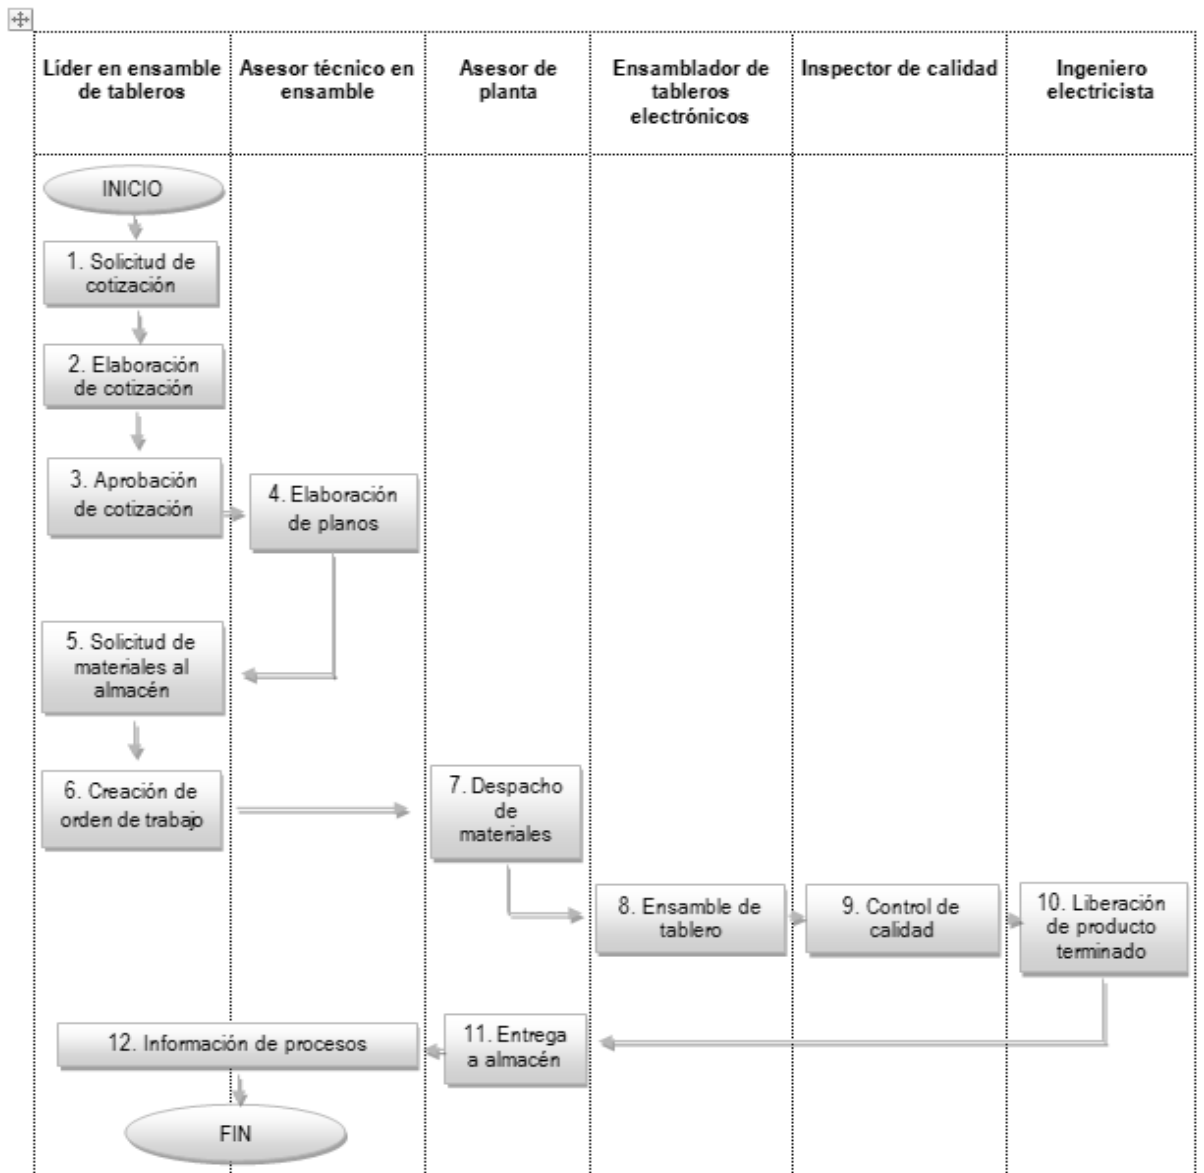 Líder en ensamble
de tableros
Asesor técnico en
ensamble
Asesor de
planta
Ensamblador de
tableros
electrónicos
Inspector de calidad
Ingeniero
electricista
INICIO
1. Solicitud de
cotización
2. Elaboración
de cotización
3. Aprobación
de cotización
4. Elaboración
de planos
5. Solicitud de
materiales al
almacén
6. Creación de
orden de trabajo
7. Despacho
de
materiales
8. Ensamble de
tablero
9. Control de
calidad
10. Liberación
de producto
terminado
11. Entrega
a almacén
12. Información de procesos
FIN